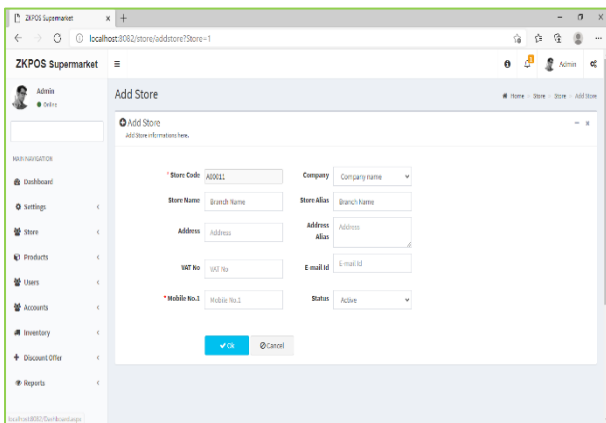 ZKPOS Supermarket
localhost:8082/store/addstore?Store=1
ZKPOS Supermarket
Admin
Admin
Online
Add Store
Home > Store > Store > Add Store
Add Store
Add Store informations here.
MAIN NAVIGATION
Dashboard
Settings
Store
Products
Users
Accounts
Inventory
Discount Offer
Reports
* Store Code A00011 Company Company name
Store Name Branch Name Store Alias Branch Name
Address Address Address Alias Address
VAT No VAT No E-mail Id E-mail Id
* Mobile No.1 Mobile No.1 Status Active
Ok Cancel
localhost:8082/Dashboard.aspx